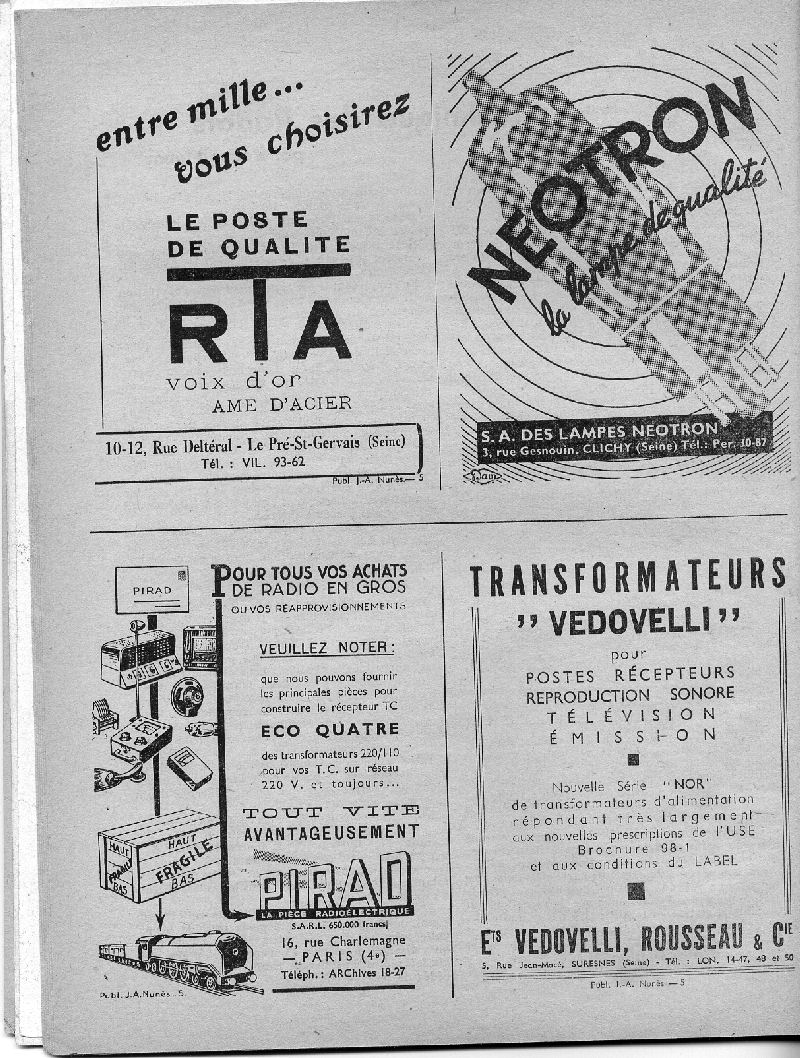 entre mille...
vous choisirez
LE POSTE
DE QUALITE
RTA
voix d'or
AME D'ACIER
10-12, Rue Deltéral - Le Pré-St-Gervais (Seine)
Tél. : VIL. 93-62
Publ J.-A. Nunès.— 5
NEOTRON
la lampe de qualité
S. A. DES LAMPES NEOTRON
3, rue Gesnouin, CLICHY (Seine) Tél.: Per. 30-87
PIRAD
POUR TOUS VOS ACHATS
DE RADIO EN GROS
OU VOS RÉAPPROVISIONNEMENTS
VEUILLEZ NOTER :
que nous pouvons fournir
les principales pièces pour
construire le récepteur TC
ECO QUATRE
des transformateurs 220/110
pour vos T.C. sur réseau
220 V. et toujours...
TOUT VITE
AVANTAGEUSEMENT
HAUT
HAUT
FRAGILE
BAS
BAS
PIRAD
LA PIÈCE RADIOÉLECTRIQUE
S.A.R.L. 650.000 francs
16, rue Charlemagne
— PARIS (4e) —
Téléph. : ARChives 18-27
Publ. J.A. Nunès. 5.
TRANSFORMATEURS
" VEDOVELLI "
pour
POSTES RÉCEPTEURS
REPRODUCTION SONORE
TÉLÉVISION
ÉMISSION
Nouvelle Série "NOR"
de transformateurs d'alimentation
répondant très largement
aux nouvelles prescriptions de l'USE
Brochure 98-1
et aux conditions du LABEL
Ets VEDOVELLI, ROUSSEAU & Cie
5, Rue Jean-Macé, SURESNES (Seine) - Tél. : LON. 14-47, 48 et 50
Publ. J.-A. Nunès — 5